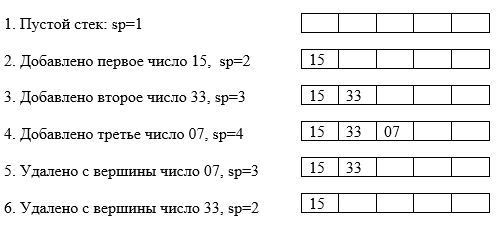 1. Пустой стек: sp=1
2. Добавлено первое число 15, sp=2 15
3. Добавлено второе число 33, sp=3 15 33
4. Добавлено третье число 07, sp=4 15 33 07
5. Удалено с вершины число 07, sp=3 15 33
6. Удалено с вершины число 33, sp=2 15